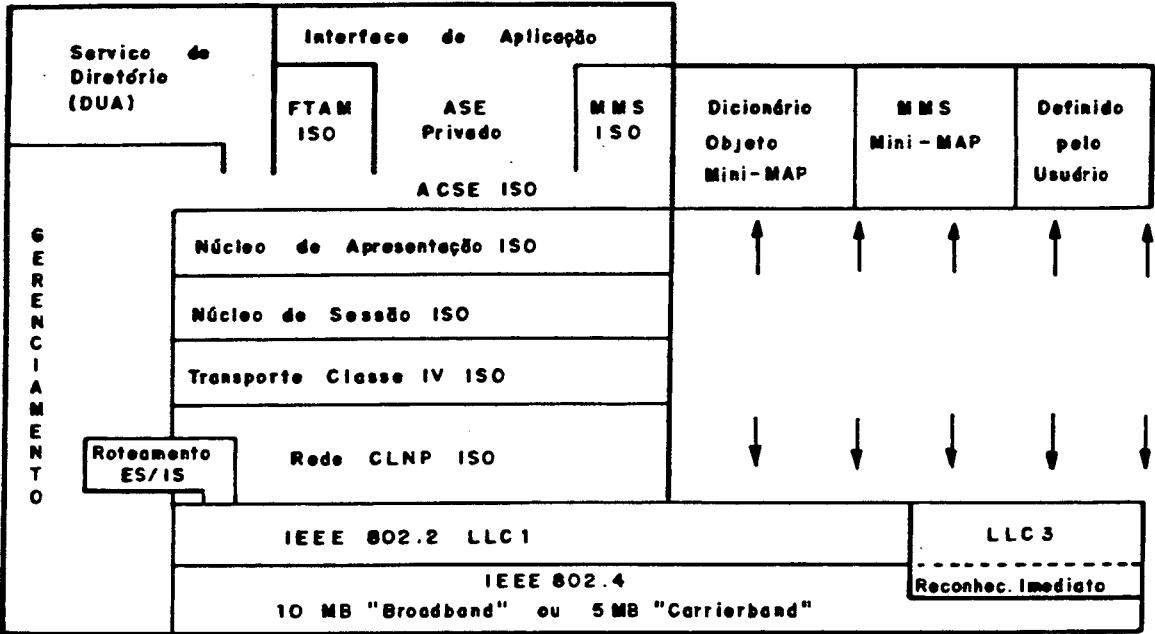 Servico de
Diretório
(DUA)
Interface de Aplicação
FTAM
ISO
ASE
Privado
MMS
ISO
Dicionário
Objeto
Mini-MAP
MMS
Mini-MAP
Definido
pelo
Usuário
ACSE ISO
GERENCIAMENTO
Núcleo de Apresentação ISO
Núcleo de Sessão ISO
Transporte Classe IV ISO
Roteamento
ES/IS
Rede CLNP ISO
IEEE 802.2 LLC1
LLC3
Reconhec. Imediato
IEEE 802.4
10 MB "Broadband" ou 5 MB "Carrierband"